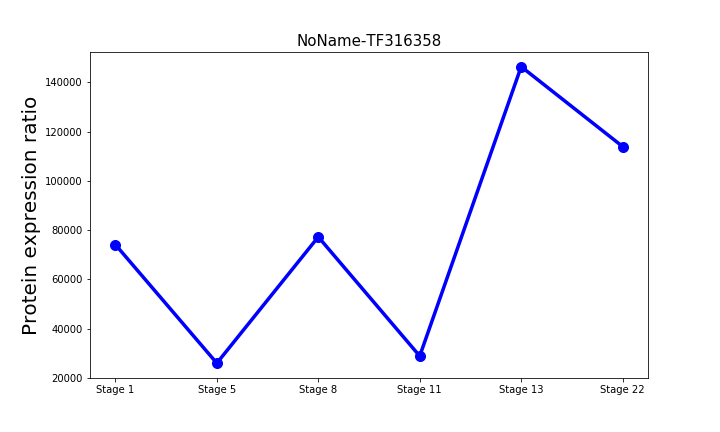 NoName-TF316358
Protein expression ratio
140000
120000
100000
80000
60000
40000
20000
Stage 1 Stage 5 Stage 8 Stage 11 Stage 13 Stage 22